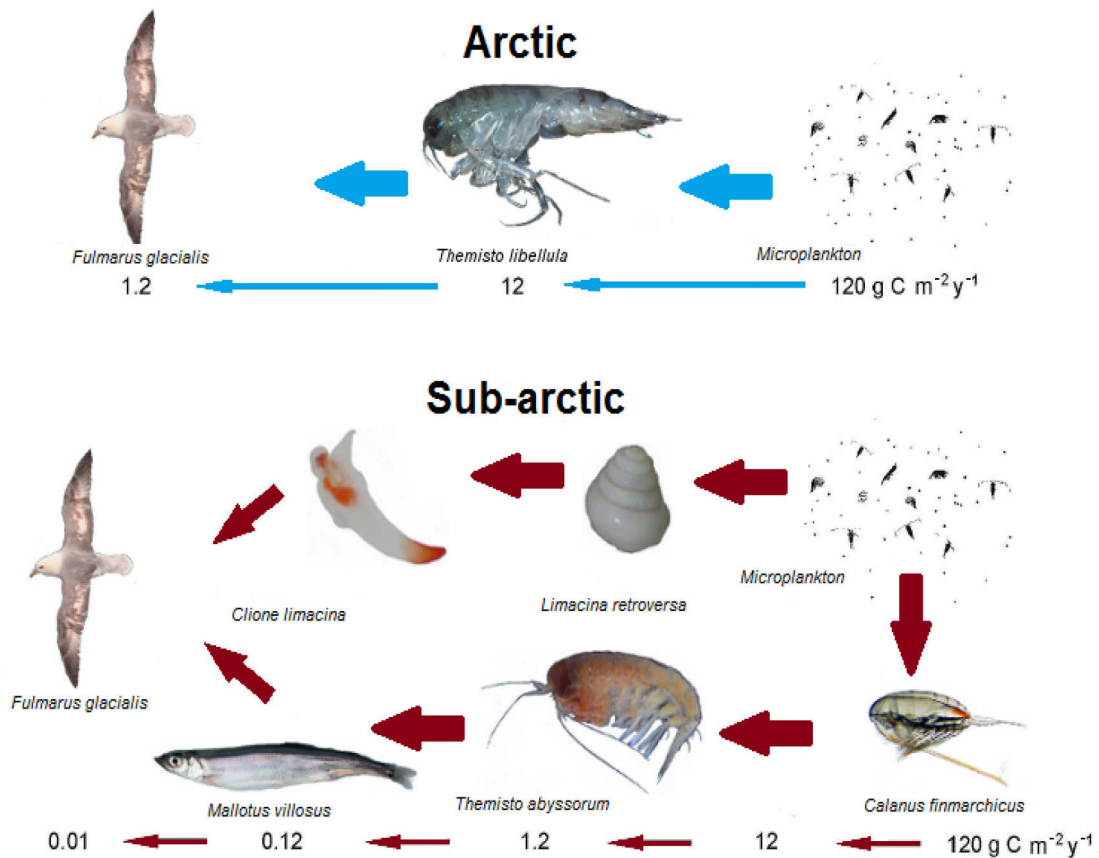 Arctic
Fulmarus glacialis
Themisto libellula
Microplankton
1.2
12
120 g C m⁻² y⁻¹
Sub-arctic
Microplankton
Clione limacina
Limacina retroversa
Fulmarus glacialis
Mallotus villosus
Themisto abyssorum
Calanus finmarchicus
0.01
0.12
1.2
12
120 g C m⁻² y⁻¹